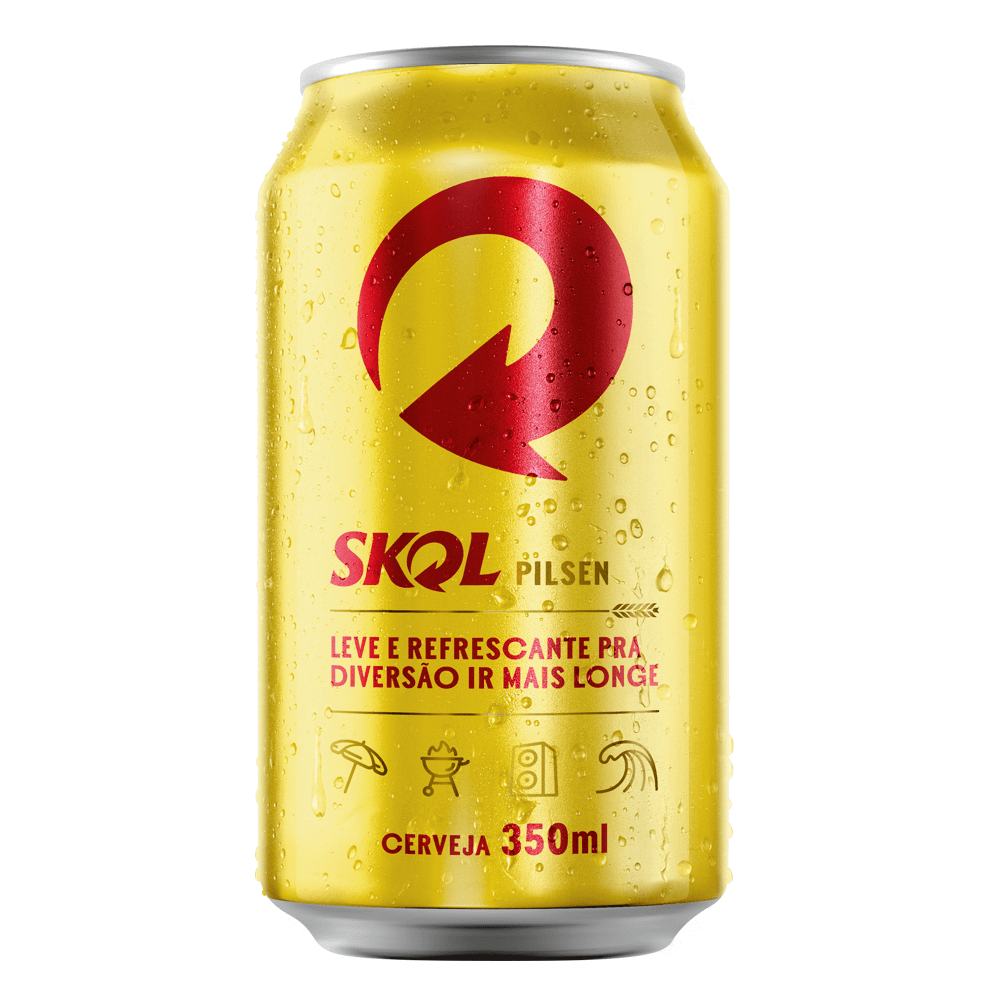 SKOL PILSEN
LEVE E REFRESCANTE PRA
DIVERSÃO IR MAIS LONGE
CERVEJA 350ml